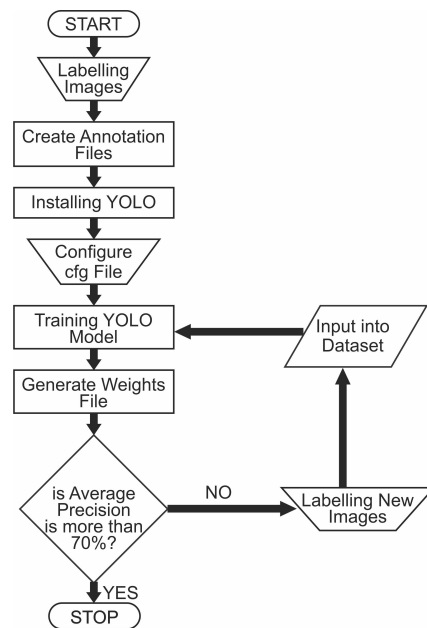 START
Labelling
Images
Create Annotation
Files
Installing YOLO
Configure
cfg File
Training YOLO
Model
Input into
Dataset
Generate Weights
File
is Average
Precision
is more than
70%?
NO
Labelling New
Images
YES
STOP